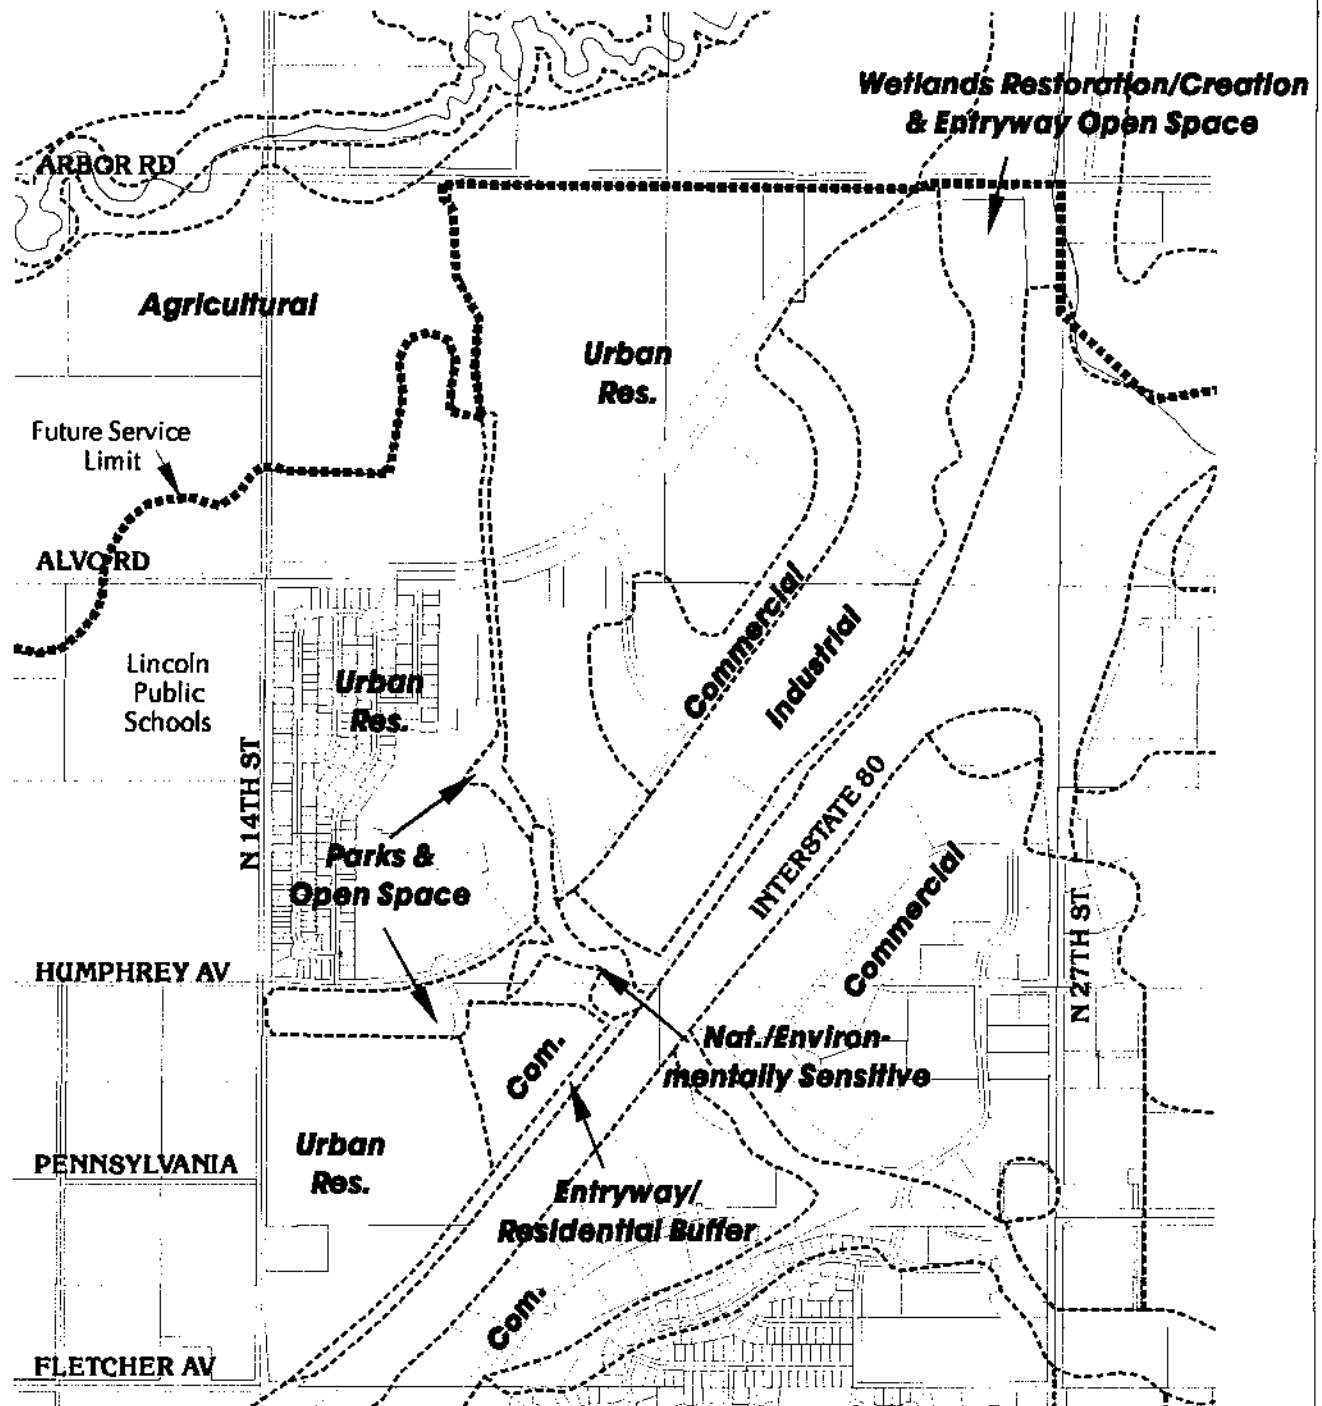 Wetlands Restoration/Creation
& Entryway Open Space
ARBOR RD
Agricultural
Urban
Res.
Future Service
Limit
ALVO RD
Commercial
Industrial
Lincoln
Public
Schools
Urban
Res.
N 14TH ST
INTERSTATE 80
Parks &
Open Space
Commercial
N 27TH ST
HUMPHREY AV
Nat./Environ-
mentally Sensitive
Com.
Urban
Res.
PENNSYLVANIA
Entryway/
Residential Buffer
Com.
FLETCHER AV